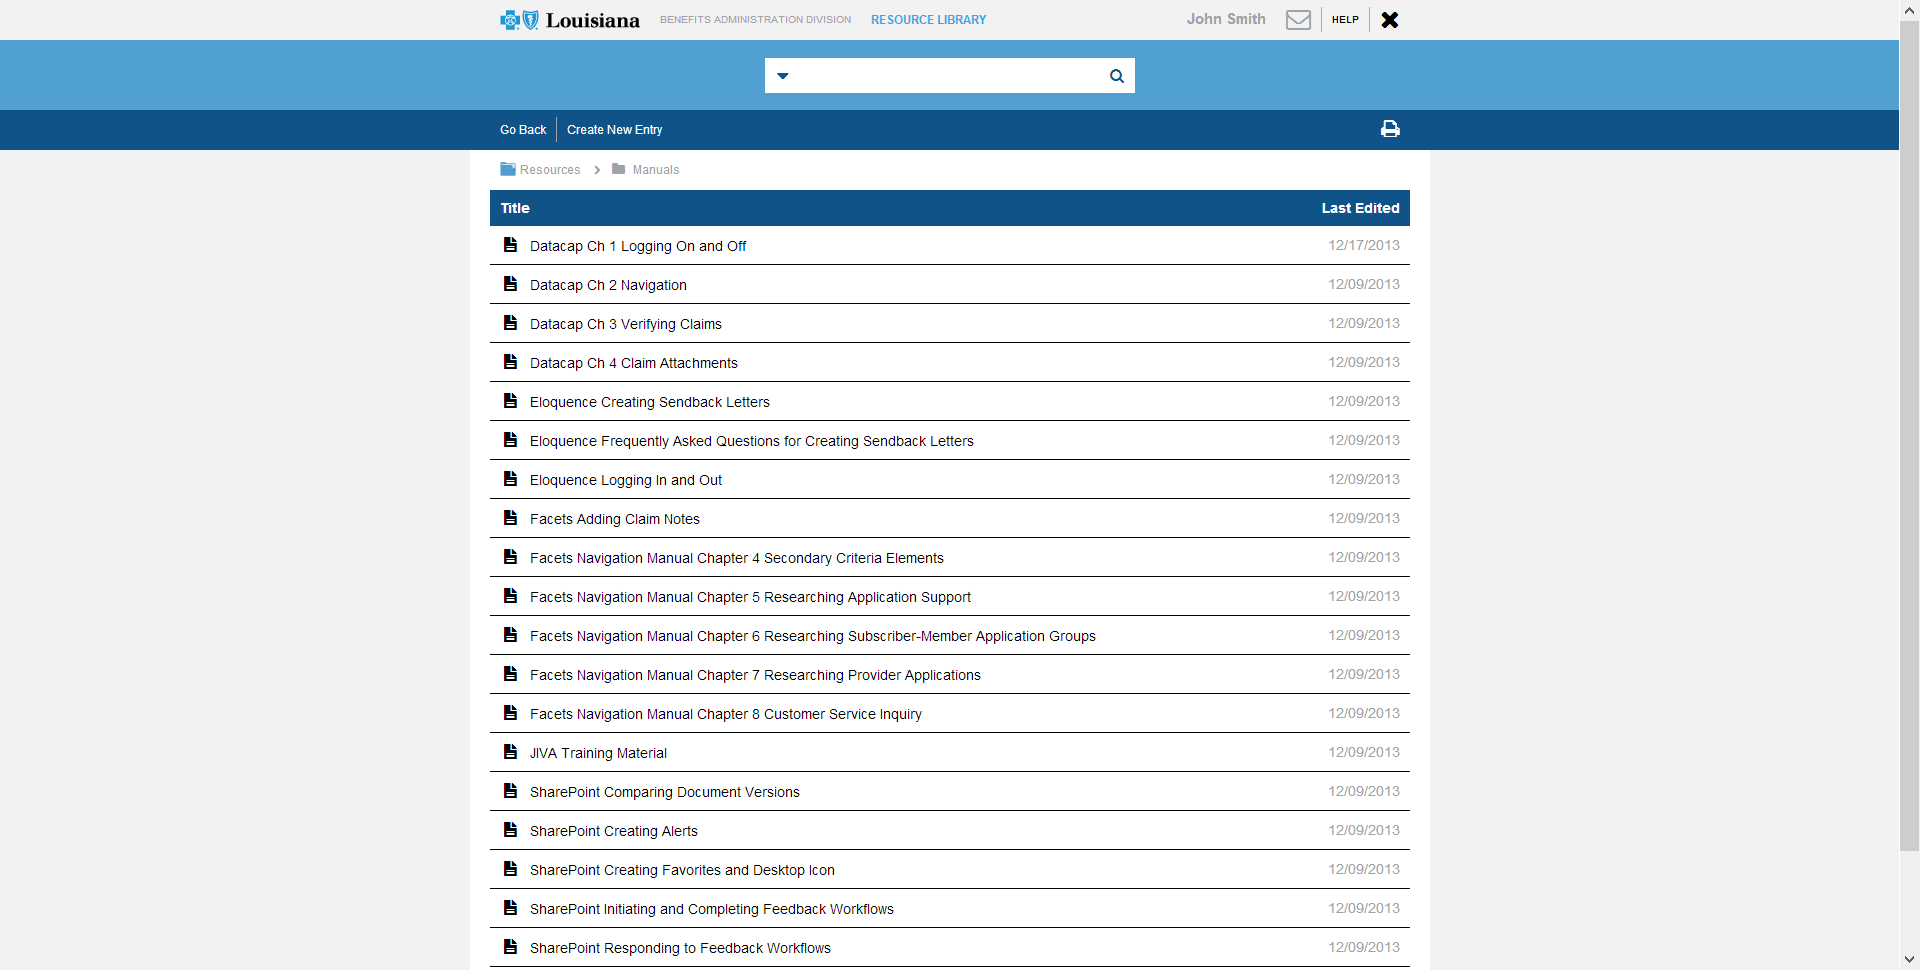 Louisiana BENEFITS ADMINISTRATION DIVISION RESOURCE LIBRARY John Smith HELP
Go Back Create New Entry
Resources > Manuals
Title Last Edited
Datacap Ch 1 Logging On and Off 12/17/2013
Datacap Ch 2 Navigation 12/09/2013
Datacap Ch 3 Verifying Claims 12/09/2013
Datacap Ch 4 Claim Attachments 12/09/2013
Eloquence Creating Sendback Letters 12/09/2013
Eloquence Frequently Asked Questions for Creating Sendback Letters 12/09/2013
Eloquence Logging In and Out 12/09/2013
Facets Adding Claim Notes 12/09/2013
Facets Navigation Manual Chapter 4 Secondary Criteria Elements 12/09/2013
Facets Navigation Manual Chapter 5 Researching Application Support 12/09/2013
Facets Navigation Manual Chapter 6 Researching Subscriber-Member Application Groups 12/09/2013
Facets Navigation Manual Chapter 7 Researching Provider Applications 12/09/2013
Facets Navigation Manual Chapter 8 Customer Service Inquiry 12/09/2013
JIVA Training Material 12/09/2013
SharePoint Comparing Document Versions 12/09/2013
SharePoint Creating Alerts 12/09/2013
SharePoint Creating Favorites and Desktop Icon 12/09/2013
SharePoint Initiating and Completing Feedback Workflows 12/09/2013
SharePoint Responding to Feedback Workflows 12/09/2013